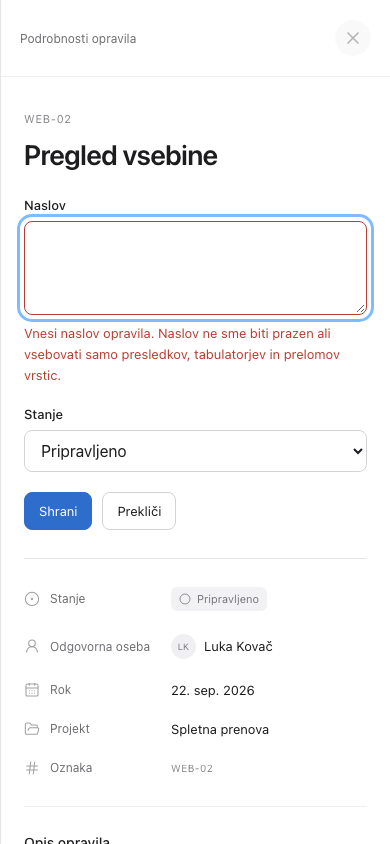 Podrobnosti opravila
WEB-02
Pregled vsebine
Naslov
Vnesi naslov opravila. Naslov ne sme biti prazen ali
vsebovati samo presledkov, tabulatorjev in prelomov
vrstic.
Stanje
Pripravljeno
Shrani
Prekliči
Stanje
Pripravljeno
Odgovorna oseba
LK
Luka Kovač
Rok
22. sep. 2026
Projekt
Spletna prenova
Oznaka
WEB-02
Opis opravila